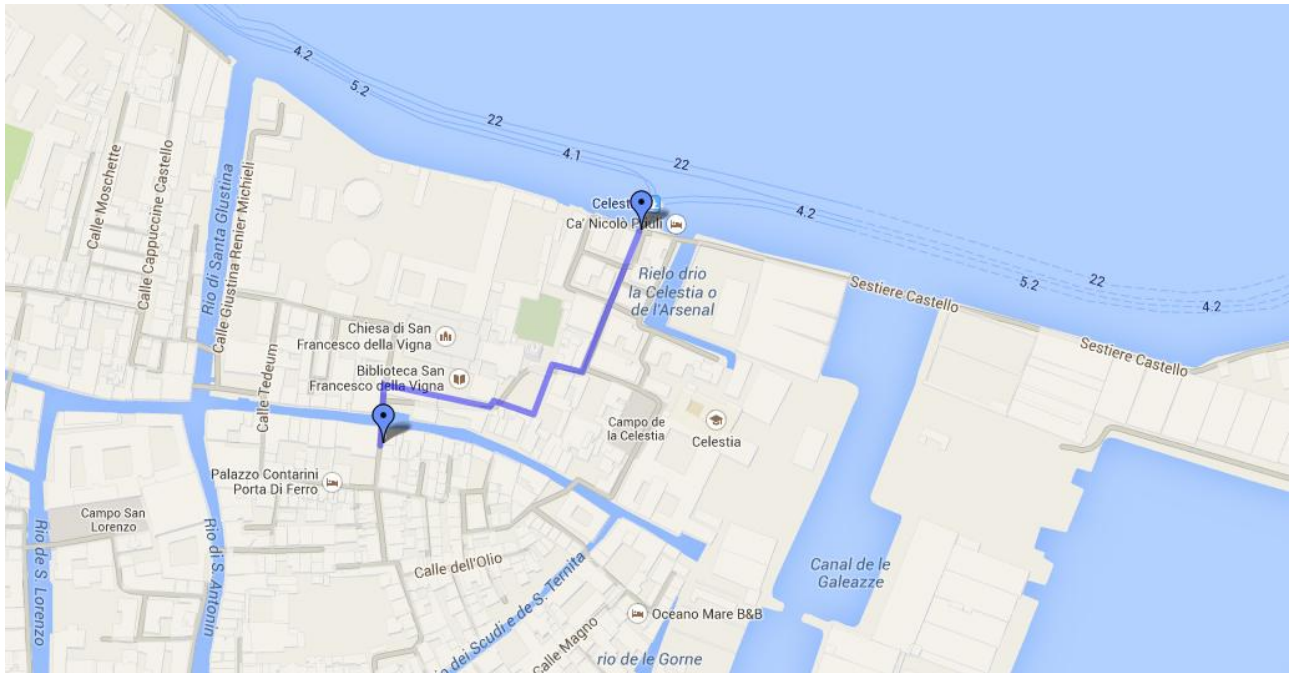 4.2
5.2
22
4.1
22
22
4.2
5.2
22
4.2
Calle Moschette
Calle Cappuccine Castello
Rio di Santa Giustina
Calle Giustina Renier Michieli
Ca' Nicolò
Rielo drio
la Celestia o
de l'Arsenal
Sestiere Castello
Sestiere Castello
Chiesa di San
Francesco della Vigna
Biblioteca San
Francesco della Vigna
Calle Tedeum
Campo de
la Celestia
Celestia
Palazzo Contarini
Porta Di Ferro
Campo San
Lorenzo
Rio de S. Lorenzo
Rio di S. Antonin
Calle dell'Olio
dei Scudi e de S. Ternita
Calle Magno
Oceano Mare B&B
rio de le Gorne
Canal de le
Galeazze